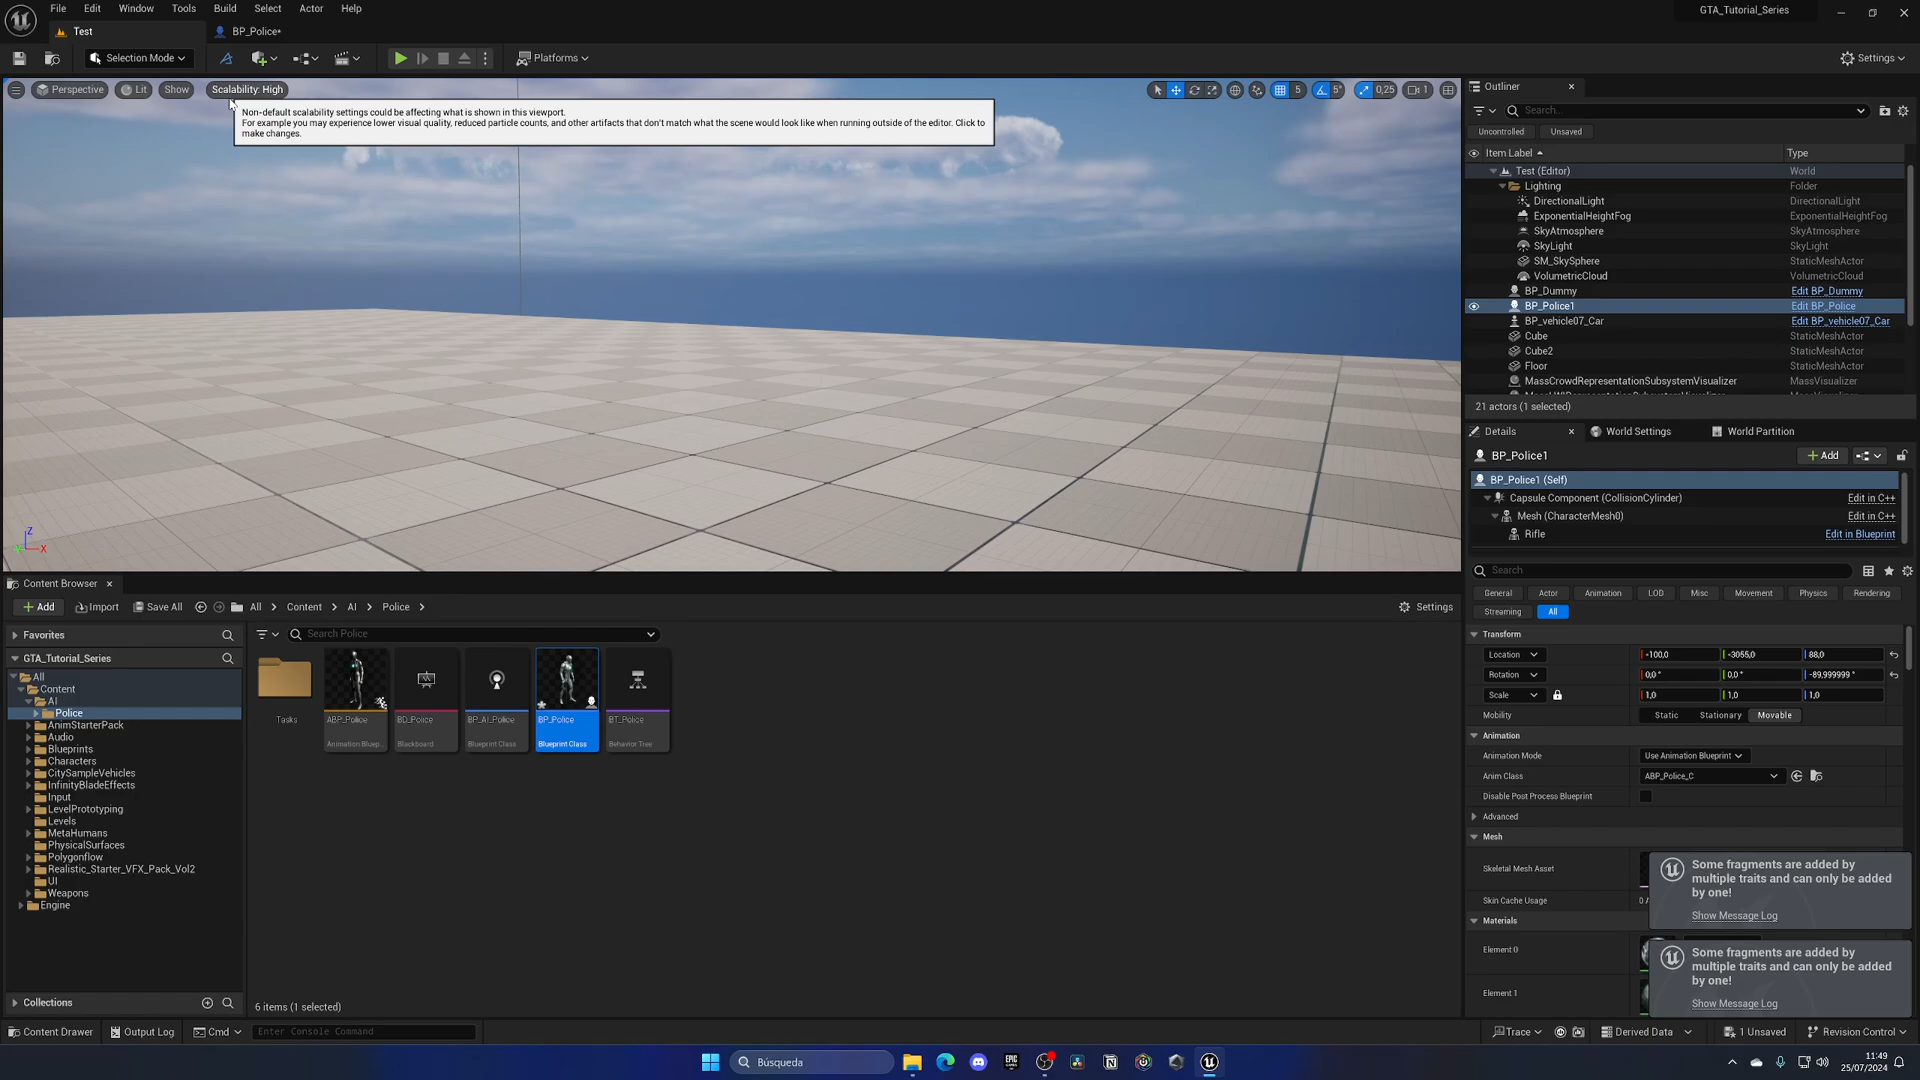 File Edit Window Tools Build Select Actor Help
GTA_Tutorial_Series
Test
BP_Police*
Selection Mode
Platforms
Settings
Perspective Lit Show Scalability: High
5 5° 0,25 1
Non-default scalability settings could be affecting what is shown in this viewport.
For example you may experience lower visual quality, reduced particle counts, and other artifacts that don't match what the scene would look like when running outside of the editor. Click to
make changes.
Z
X
Outliner
Search...
Uncontrolled Unsaved
Item Label Type
Test (Editor) World
Lighting Folder
DirectionalLight DirectionalLight
ExponentialHeightFog ExponentialHeightFog
SkyAtmosphere SkyAtmosphere
SkyLight SkyLight
SM_SkySphere StaticMeshActor
VolumetricCloud VolumetricCloud
BP_Dummy Edit BP_Dummy
BP_Police1 Edit BP_Police
BP_vehicle07_Car Edit BP_vehicle07_Car
Cube StaticMeshActor
Cube2 StaticMeshActor
Floor StaticMeshActor
MassCrowdRepresentationSubsystemVisualizer MassVisualizer
21 actors (1 selected)
Details World Settings World Partition
BP_Police1 Add
BP_Police1 (Self)
Capsule Component (CollisionCylinder) Edit in C++
Mesh (CharacterMesh0) Edit in C++
Rifle Edit in Blueprint
Search
General Actor Animation LOD Misc Movement Physics Rendering
Streaming All
Transform
Location -100,0 -3055,0 88,0
Rotation 0,0 ° 0,0 ° -89,999999 °
Scale 1,0 1,0 1,0
Mobility Static Stationary Movable
Animation
Animation Mode Use Animation Blueprint
Anim Class ABP_Police_C
Disable Post Process Blueprint
Advanced
Mesh
Skeletal Mesh Asset
Skin Cache Usage
Materials
Element 0
Element 1
Some fragments are added by
multiple traits and can only be added
by one!
Show Message Log
Some fragments are added by
multiple traits and can only be added
by one!
Show Message Log
Content Browser
Add Import Save All All Content AI Police Settings
Favorites
GTA_Tutorial_Series
All
Content
AI
Police
AnimStarterPack
Audio
Blueprints
Characters
CitySampleVehicles
InfinityBladeEffects
Input
LevelPrototyping
Levels
MetaHumans
PhysicalSurfaces
Polygonflow
Realistic_Starter_VFX_Pack_Vol2
UI
Weapons
Engine
Collections
Search Police
Tasks
ABP_Police
Animation Bluep...
BD_Police
Blackboard
BP_AI_Police
Blueprint Class
BP_Police
Blueprint Class
BT_Police
Behavior Tree
6 items (1 selected)
Content Drawer Output Log Cmd Enter Console Command
Trace Derived Data 1 Unsaved Revision Control
Búsqueda
EPIC
11:49
25/07/2024